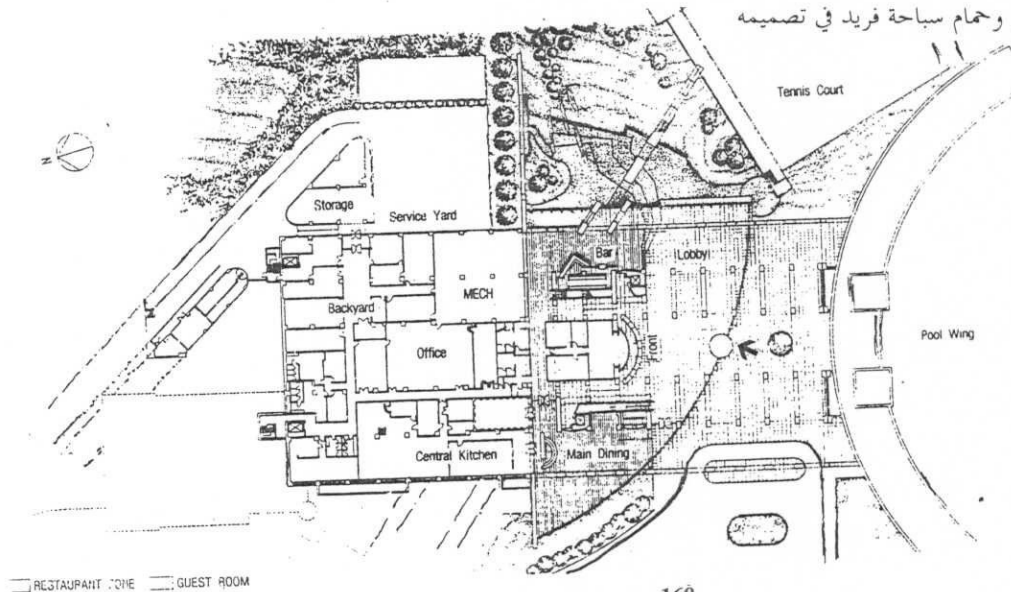 وحمام سباحة فريد في تصميمه
Tennis Court
N
Storage
Service Yard
Bar
Lobby
MECH
Backyard
Office
Front
Pool Wing
Central Kitchen
Main Dining
RESTAURANT ZONE
GUEST ROOM